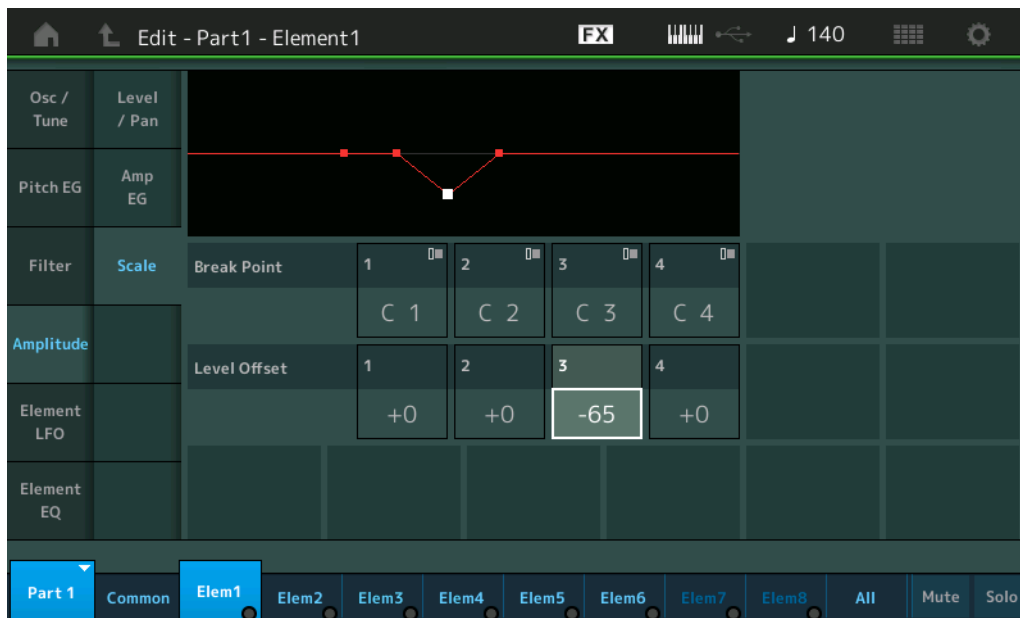 Edit - Part1 - Element1
FX
♩ 140
Osc /
Tune
Level
/ Pan
Pitch EG
Amp
EG
Filter
Scale
Break Point
1 2 3 4
C 1 C 2 C 3 C 4
Amplitude
Level Offset
1 2 3 4
+0 +0 -65 +0
Element
LFO
Element
EQ
Part 1 Common Elem1 Elem2 Elem3 Elem4 Elem5 Elem6 Elem7 Elem8 All Mute Solo